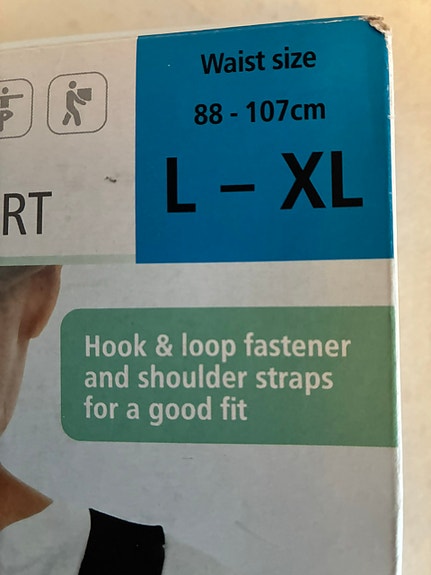 Waist size
88 - 107cm
L – XL
RT
Hook & loop fastener
and shoulder straps
for a good fit